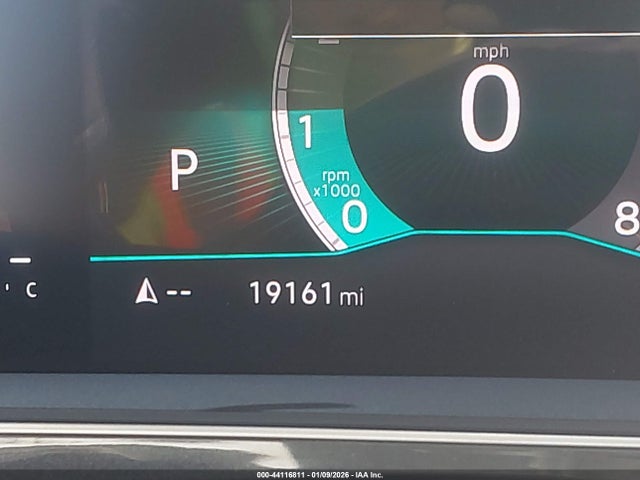 mph
0
1
P
rpm
x1000
0
8
C
--
19161 mi
000-44116811 - 01/09/2026 - IAA Inc.